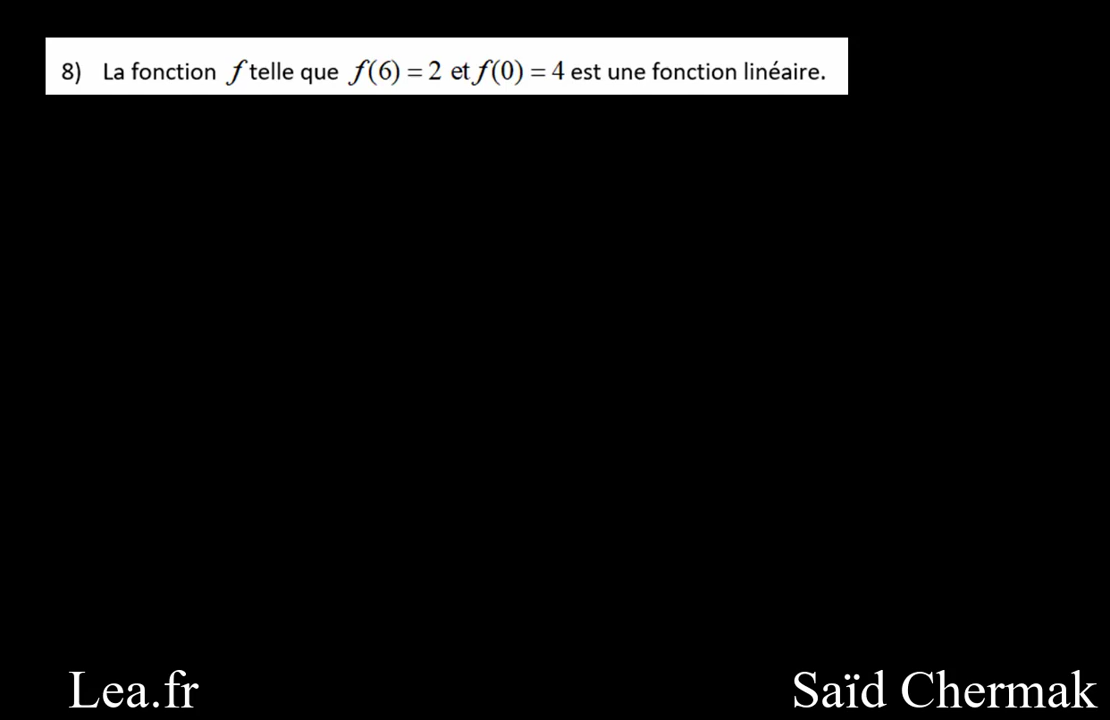 8) La fonction f telle que f(6) = 2 et f(0) = 4 est une fonction linéaire.
Lea.fr
Saïd Chermak